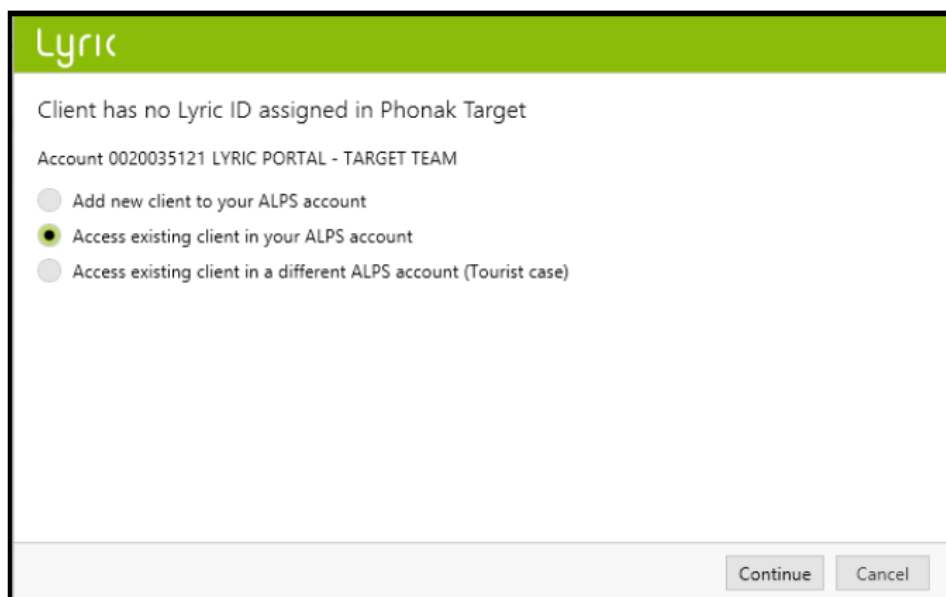 Lyric
Client has no Lyric ID assigned in Phonak Target
Account 0020035121 LYRIC PORTAL - TARGET TEAM
Add new client to your ALPS account
Access existing client in your ALPS account
Access existing client in a different ALPS account (Tourist case)
Continue Cancel